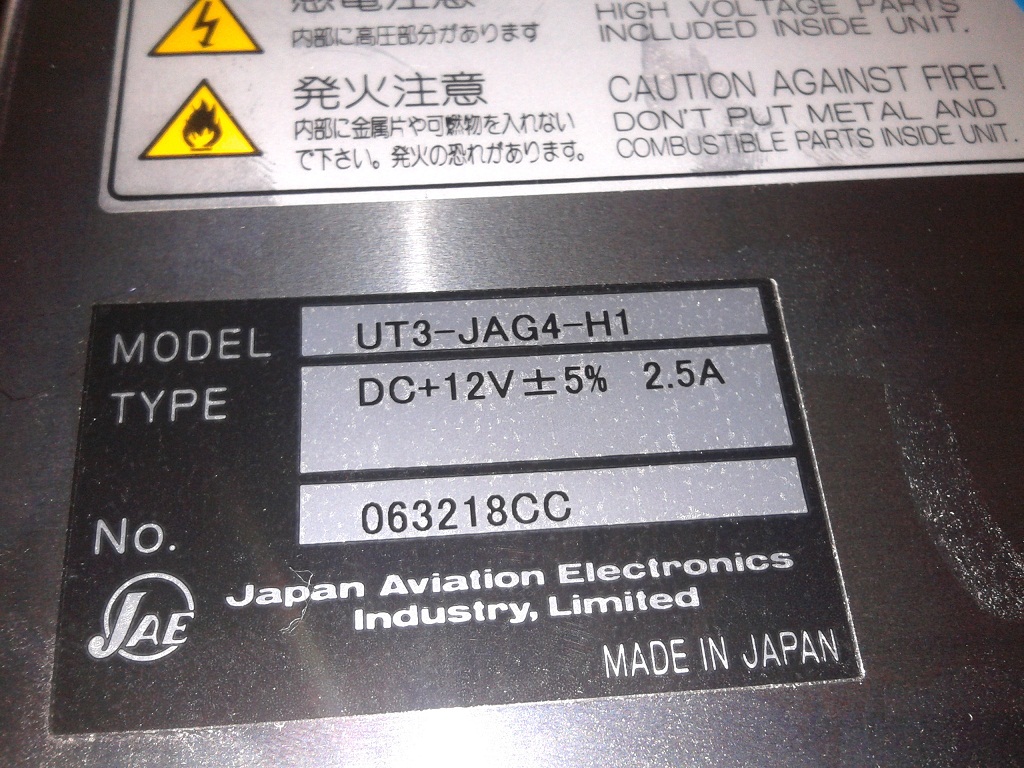 感電注意
内部に高圧部分があります
HIGH VOLTAGE PARTS
INCLUDED INSIDE UNIT.
発火注意
内部に金属片や可燃物を入れない
で下さい。発火の恐れがあります。
CAUTION AGAINST FIRE!
DON'T PUT METAL AND
COMBUSTIBLE PARTS INSIDE UNIT.
MODEL UT3-JAG4-H1
TYPE DC+12V±5% 2.5A
No. 063218CC
JAE
Japan Aviation Electronics
Industry, Limited
MADE IN JAPAN